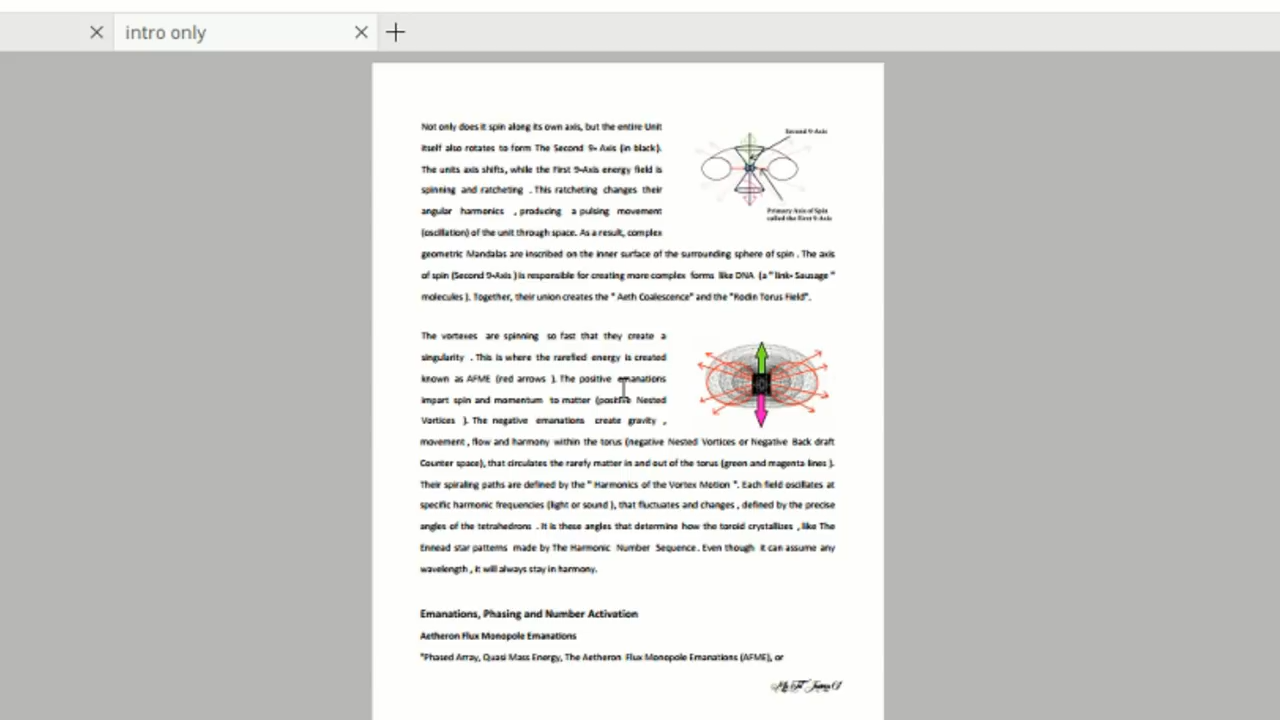 intro only
Not only does it spin along its own axis, but the entire Unit
itself also rotates to form The Second 9- Axis (in black).
The units axis shifts, while the First 9-Axis energy field is
spinning and ratcheting . This ratcheting changes their
angular harmonics , producing a pulsing movement
(oscillation) of the unit through space. As a result, complex
geometric Mandalas are inscribed on the inner surface of the surrounding sphere of spin . The axis
of spin (Second 9-Axis ) is responsible for creating more complex forms like DNA (a " link- Sausage "
molecules ). Together, their union creates the " Aeth Coalescence" and the "Rodin Torus Field".
Second 9-Axis
Primary Axis of Spin
called the First 9-Axis
The vortexes are spinning so fast that they create a
singularity . This is where the rarefied energy is created
known as AFME (red arrows ). The positive emanations
impart spin and momentum to matter (positive Nested
Vortices ). The negative emanations create gravity ,
movement , flow and harmony within the torus (negative Nested Vortices or Negative Back draft
Counter space), that circulates the rarefy matter in and out of the torus (green and magenta lines ).
Their spiraling paths are defined by the " Harmonics of the Vortex Motion ". Each field oscillates at
specific harmonic frequencies (light or sound ), that fluctuates and changes , defined by the precise
angles of the tetrahedrons . It is these angles that determine how the toroid crystallizes , like The
Ennead star patterns made by The Harmonic Number Sequence. Even though it can assume any
wavelength , it will always stay in harmony.
Emanations, Phasing and Number Activation
Aetheron Flux Monopole Emanations
"Phased Array, Quasi Mass Energy, The Aetheron Flux Monopole Emanations (AFME), or